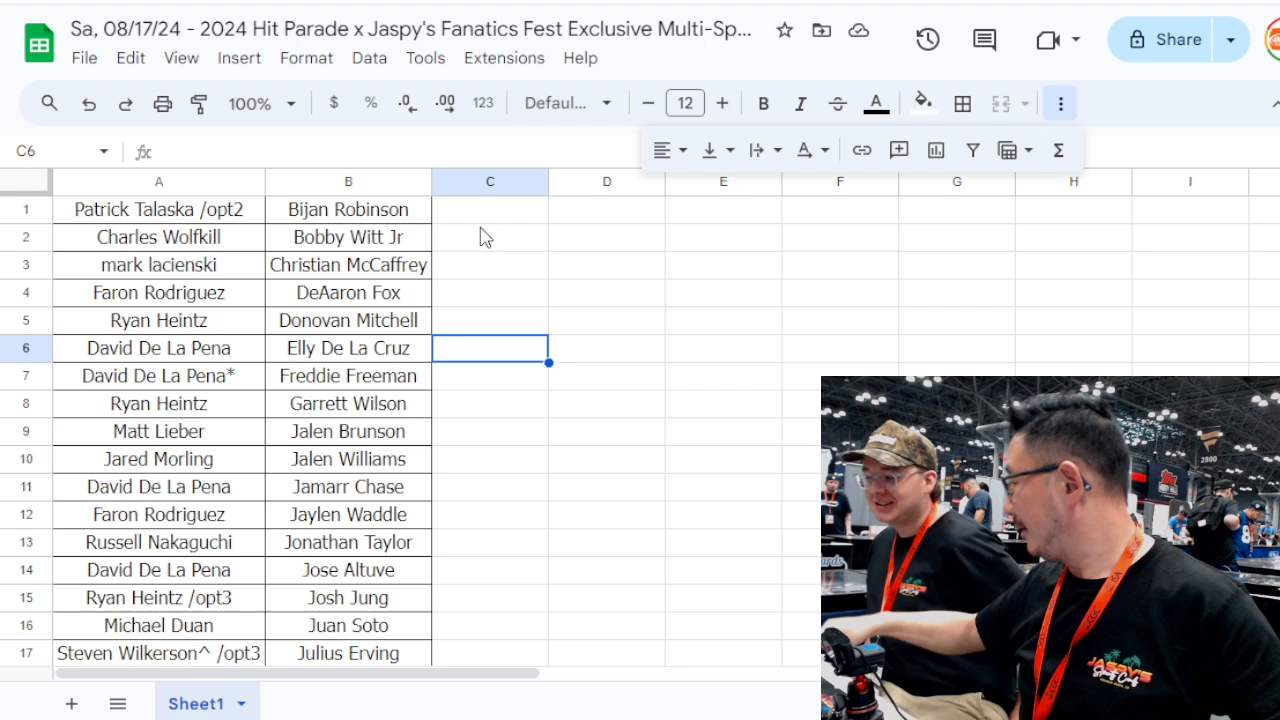 Sa, 08/17/24 - 2024 Hit Parade x Jaspy's Fanatics Fest Exclusive Multi-Sp...
File Edit View Insert Format Data Tools Extensions Help
Share
100% $ % .0 .00 123 Defaul... 12 B I S A
C6 fx
A B C D E F G H I
1 Patrick Talaska /opt2 Bijan Robinson
2 Charles Wolfkill Bobby Witt Jr
3 mark lacienski Christian McCaffrey
4 Faron Rodriguez DeAaron Fox
5 Ryan Heintz Donovan Mitchell
6 David De La Pena Elly De La Cruz
7 David De La Pena* Freddie Freeman
8 Ryan Heintz Garrett Wilson
9 Matt Lieber Jalen Brunson
10 Jared Morling Jalen Williams
11 David De La Pena Jamarr Chase
12 Faron Rodriguez Jaylen Waddle
13 Russell Nakaguchi Jonathan Taylor
14 David De La Pena Jose Altuve
15 Ryan Heintz /opt3 Josh Jung
16 Michael Duan Juan Soto
17 Steven Wilkerson^ /opt3 Julius Erving
Sheet1
2900
JASPY'S